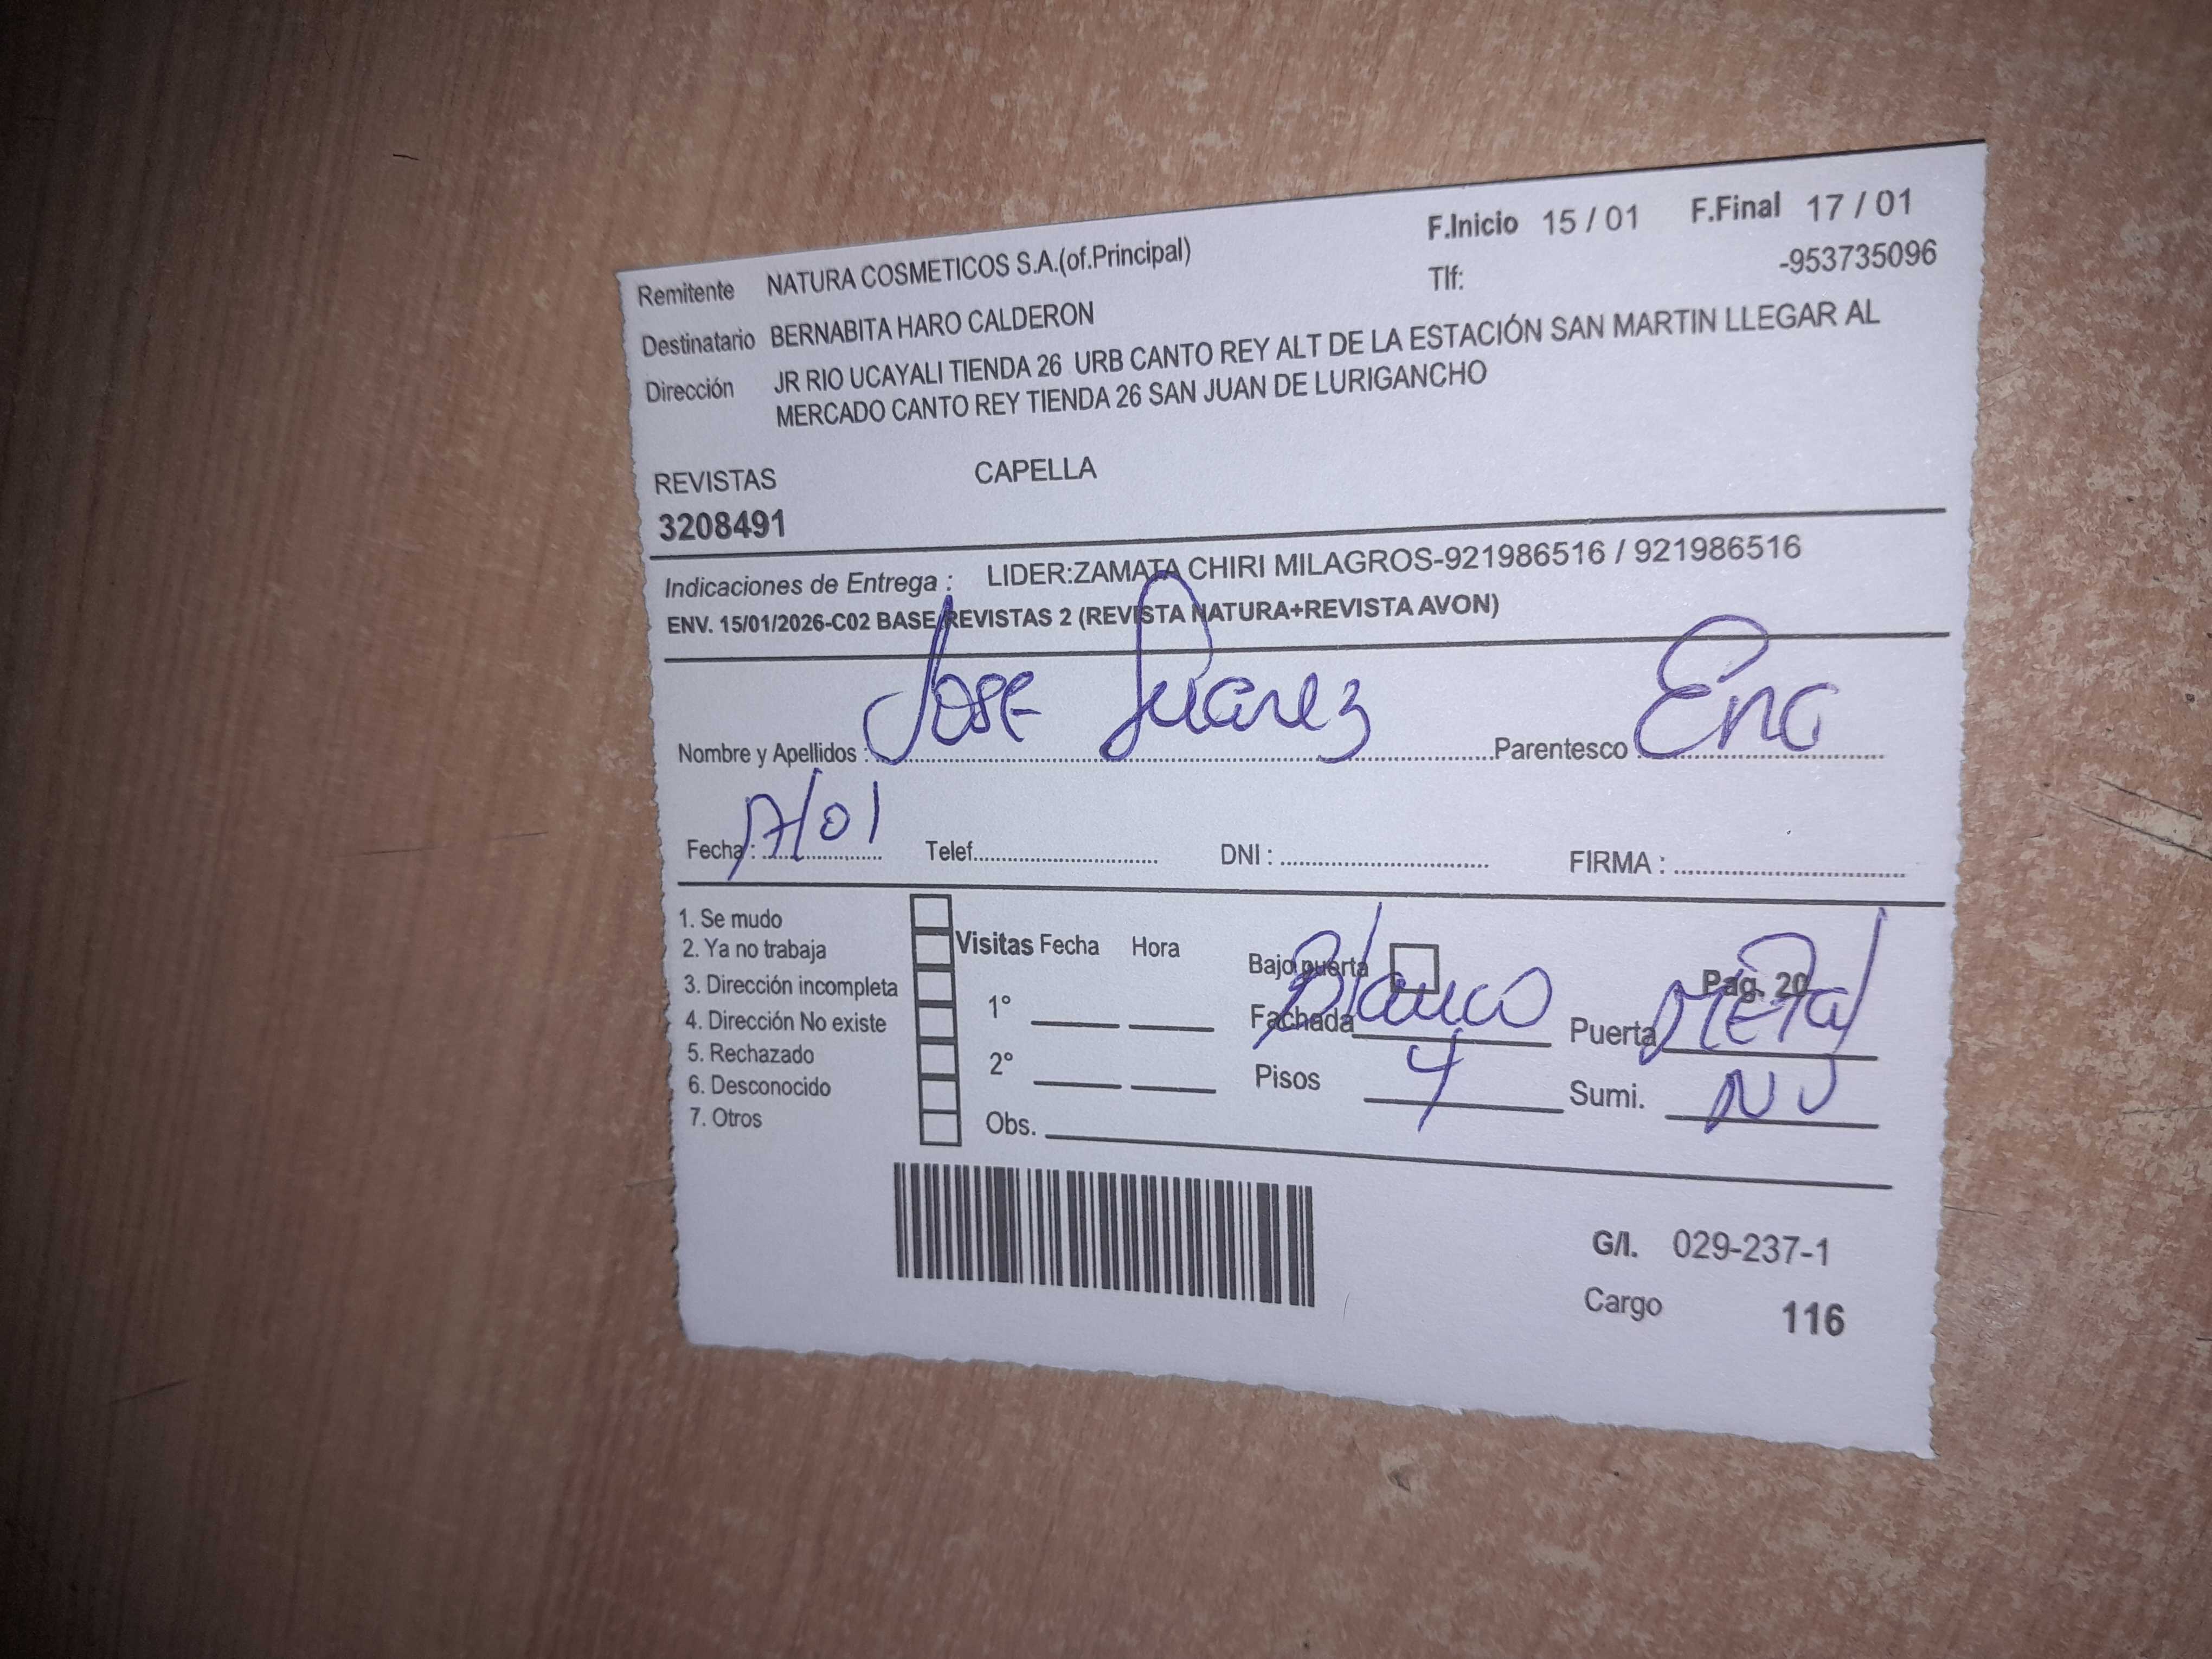 F.Inicio 15 / 01 F.Final 17 / 01
Remitente NATURA COSMETICOS S.A.(of.Principal) Tlf: -953735096
Destinatario BERNABITA HARO CALDERON
Dirección JR RIO UCAYALI TIENDA 26 URB CANTO REY ALT DE LA ESTACIÓN SAN MARTIN LLEGAR AL
MERCADO CANTO REY TIENDA 26 SAN JUAN DE LURIGANCHO
REVISTAS CAPELLA
3208491
Indicaciones de Entrega : LIDER:ZAMATA CHIRI MILAGROS-921986516 / 921986516
ENV. 15/01/2026-C02 BASE REVISTAS 2 (REVISTA NATURA+REVISTA AVON)
Nombre y Apellidos : Jose Suarez Parentesco : Enc
Fecha : 17/01 Telef. DNI : FIRMA :
1. Se mudo
2. Ya no trabaja
3. Dirección incompleta
4. Dirección No existe
5. Rechazado
6. Desconocido
7. Otros
Visitas Fecha Hora
1°
2°
Obs.
Bajo puerta Pag. 20
Fachada Blanco Puerta Metal
Pisos 4 Sumi. NV
G/I. 029-237-1
Cargo 116